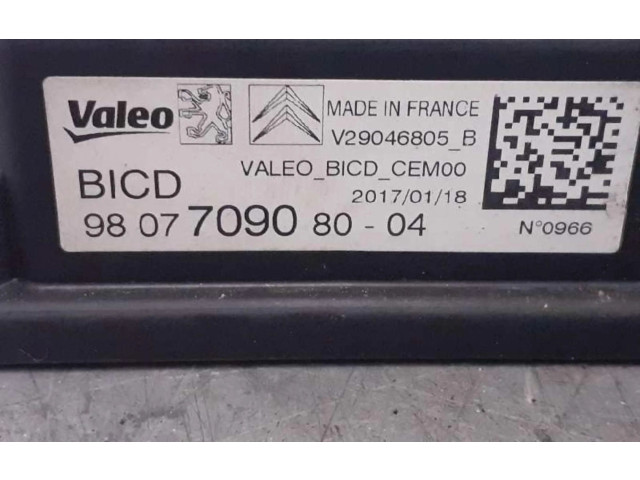 Valeo
MADE IN FRANCE
V29046805_B
VALEO_BICD_CEM00
BICD
2017/01/18
98 07 7090 80 - 04
N°0966